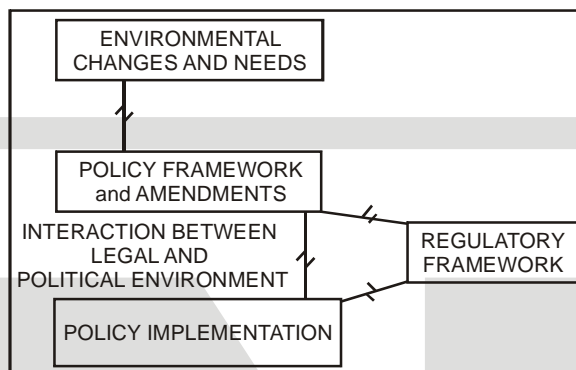 ENVIRONMENTAL
CHANGES AND NEEDS
POLICY FRAMEWORK
and AMENDMENTS
INTERACTION BETWEEN
LEGAL AND
POLITICAL ENVIRONMENT
REGULATORY
FRAMEWORK
POLICY IMPLEMENTATION